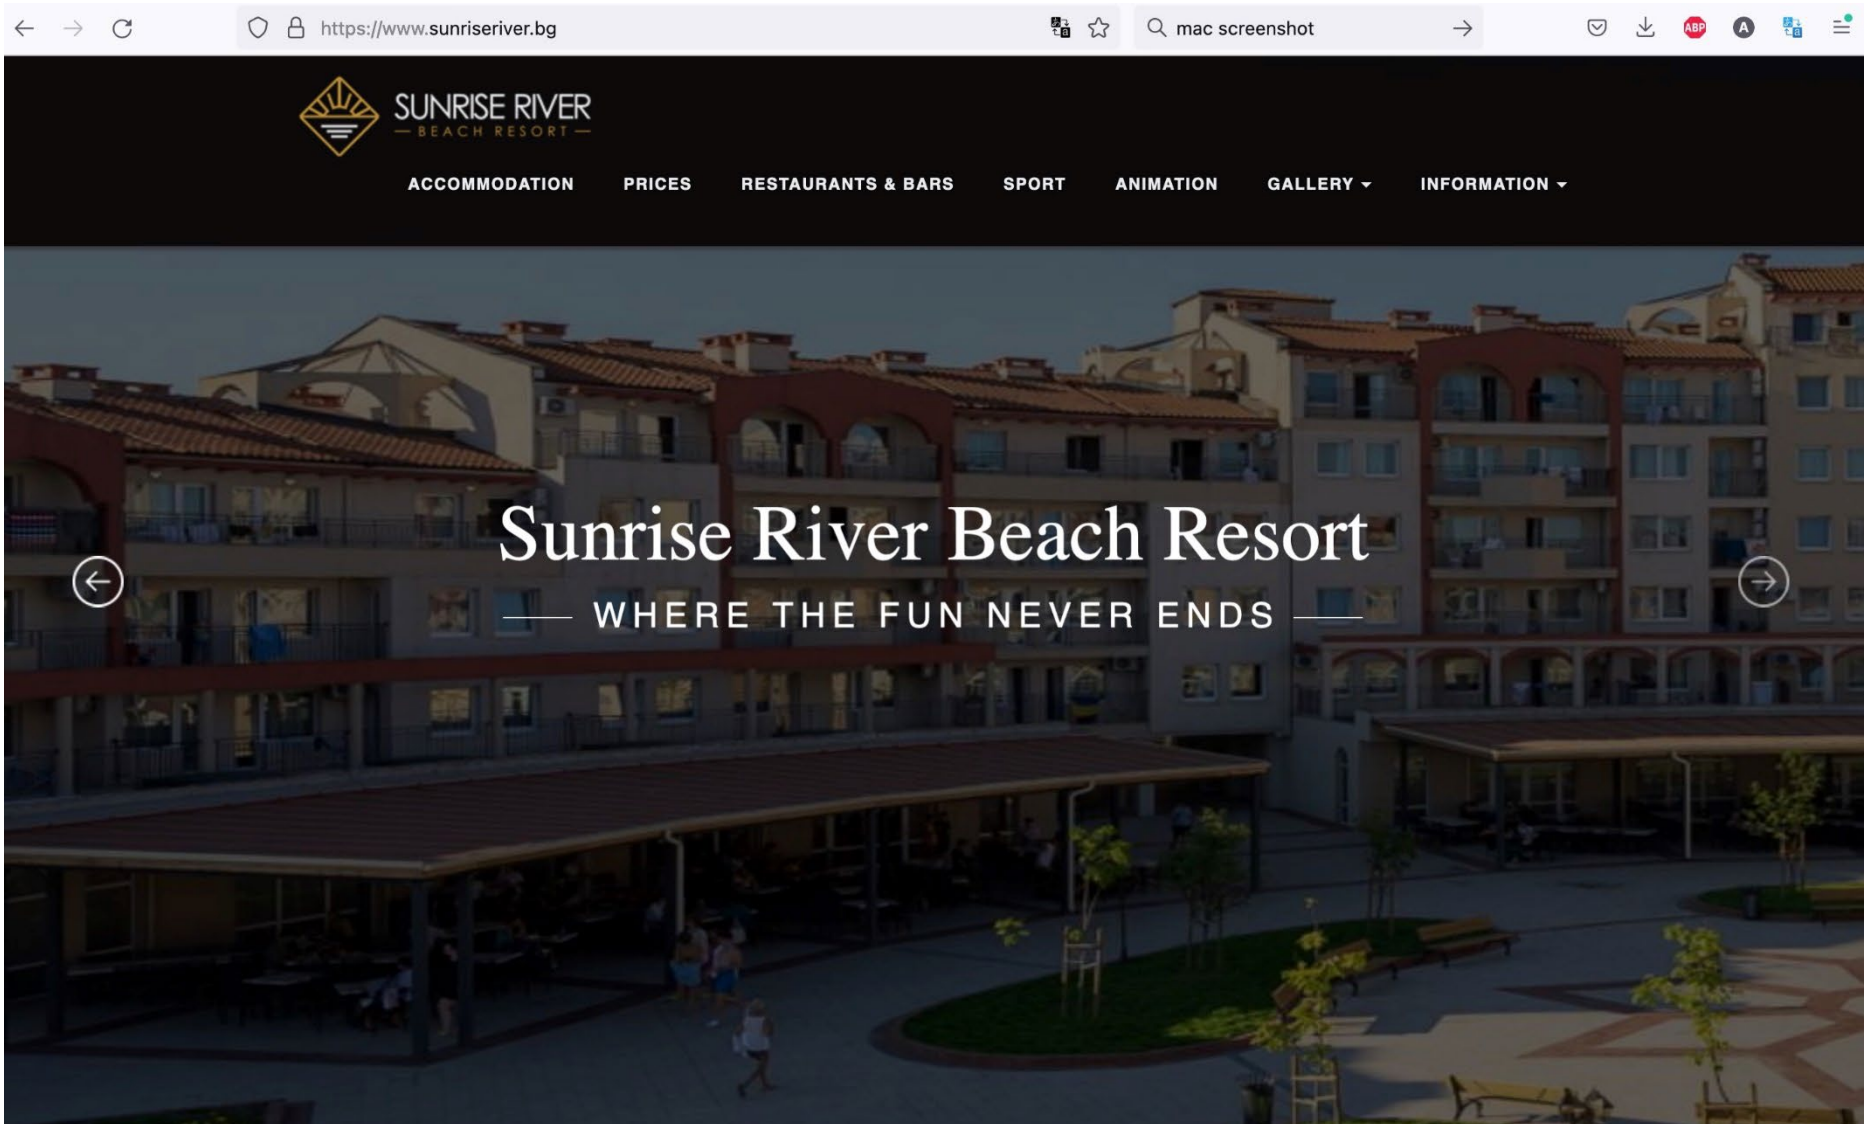 https://www.sunriseriver.bg
mac screenshot
ABP
A
SUNRISE RIVER
BEACH RESORT
ACCOMMODATION PRICES RESTAURANTS & BARS SPORT ANIMATION GALLERY INFORMATION
Sunrise River Beach Resort
WHERE THE FUN NEVER ENDS